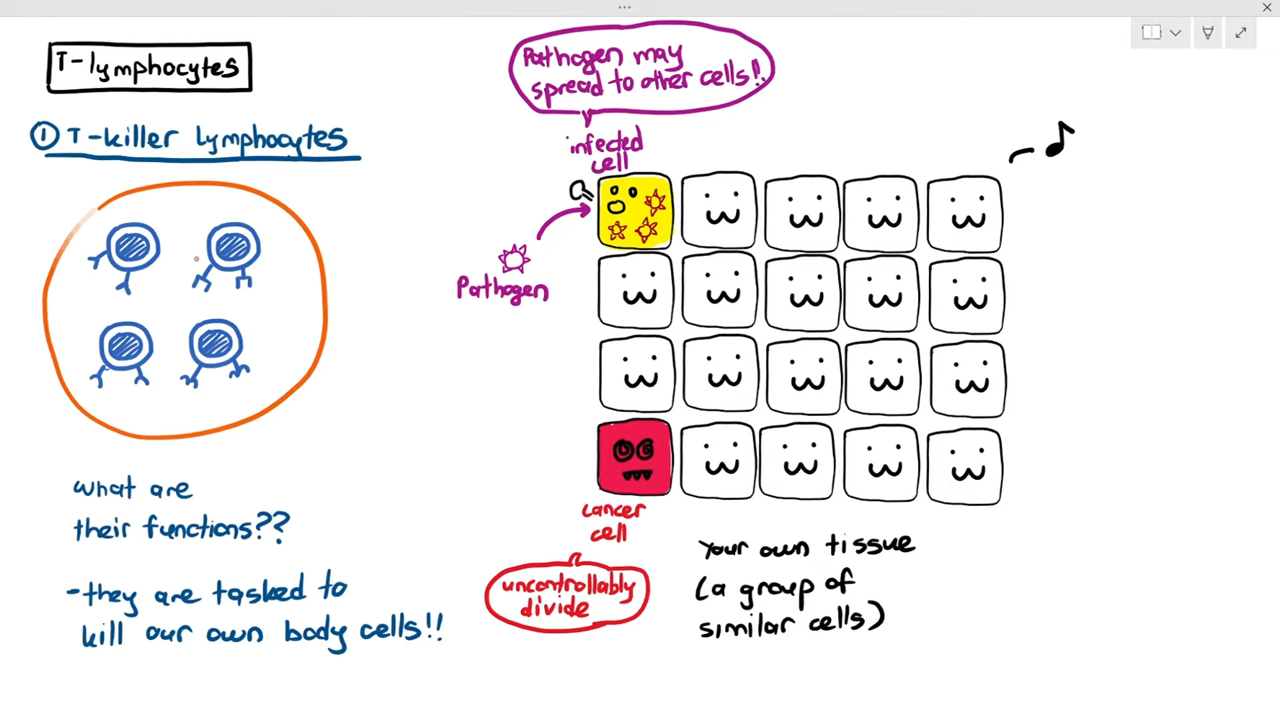 T-lymphocytes
① T-killer lymphocytes
what are
their functions??
-they are tasked to
kill our own body cells!!
Pathogen may
spread to other cells!!
infected
cell
Pathogen
cancer
cell
uncontrollably
divide
Your own tissue
(a group of
similar cells)